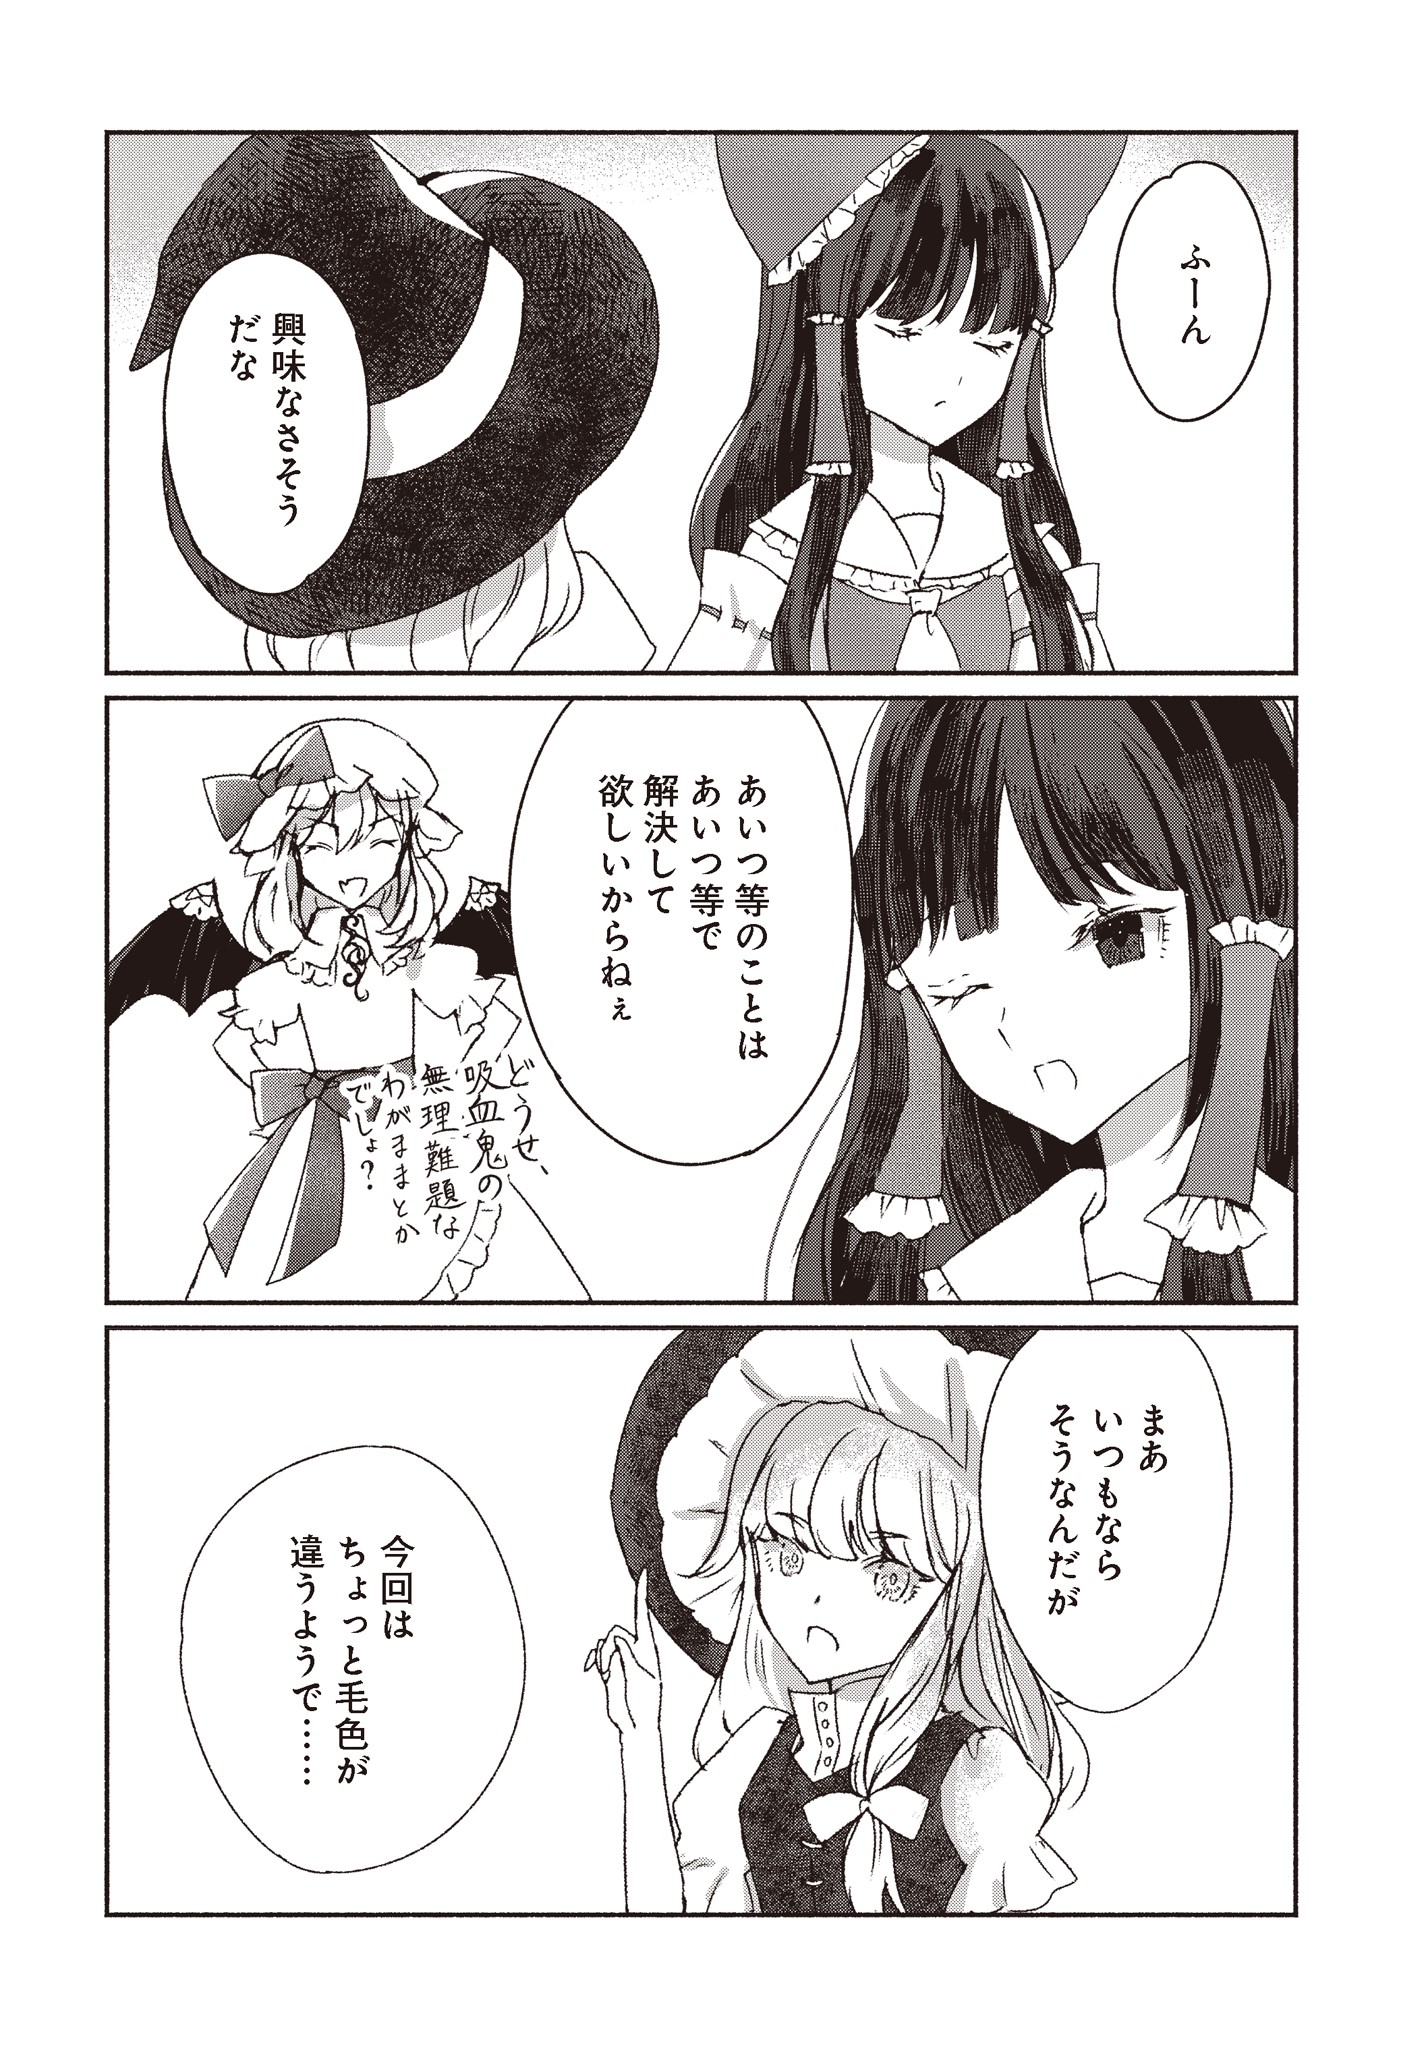 ふーん
興味なさそう
だな
あいつ等のことは
あいつ等で
解決して
欲しいからねぇ
どうせ、
吸血鬼の
無理難題な
わがままとか
でしょ?
まあ
いつもなら
そうなんだが
今回は
ちょっと毛色が
違うようで……